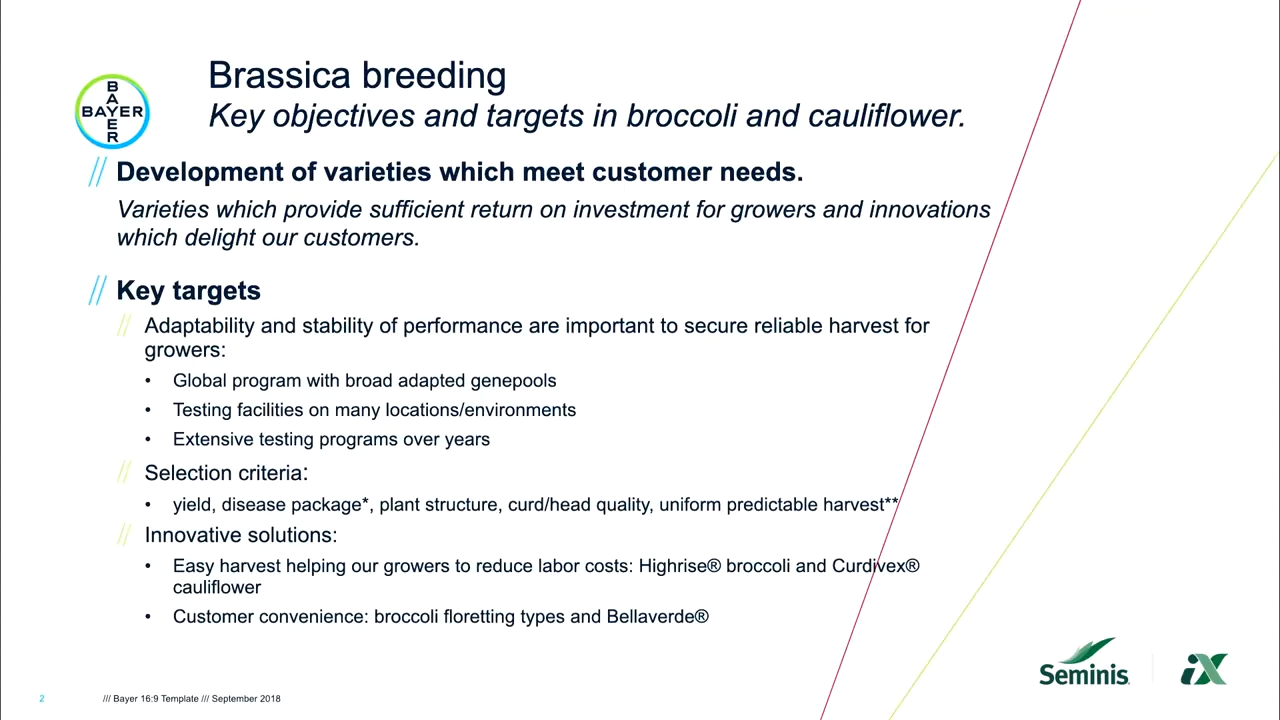 Brassica breeding
Key objectives and targets in broccoli and cauliflower.
BAYER
BAYER
// Development of varieties which meet customer needs.
Varieties which provide sufficient return on investment for growers and innovations
which delight our customers.
// Key targets
// Adaptability and stability of performance are important to secure reliable harvest for
growers:
• Global program with broad adapted genepools
• Testing facilities on many locations/environments
• Extensive testing programs over years
// Selection criteria:
• yield, disease package*, plant structure, curd/head quality, uniform predictable harvest**
// Innovative solutions:
• Easy harvest helping our growers to reduce labor costs: Highrise® broccoli and Curdivex®
cauliflower
• Customer convenience: broccoli floretting types and Bellaverde®
Seminis
iX
2
/// Bayer 16:9 Template /// September 2018